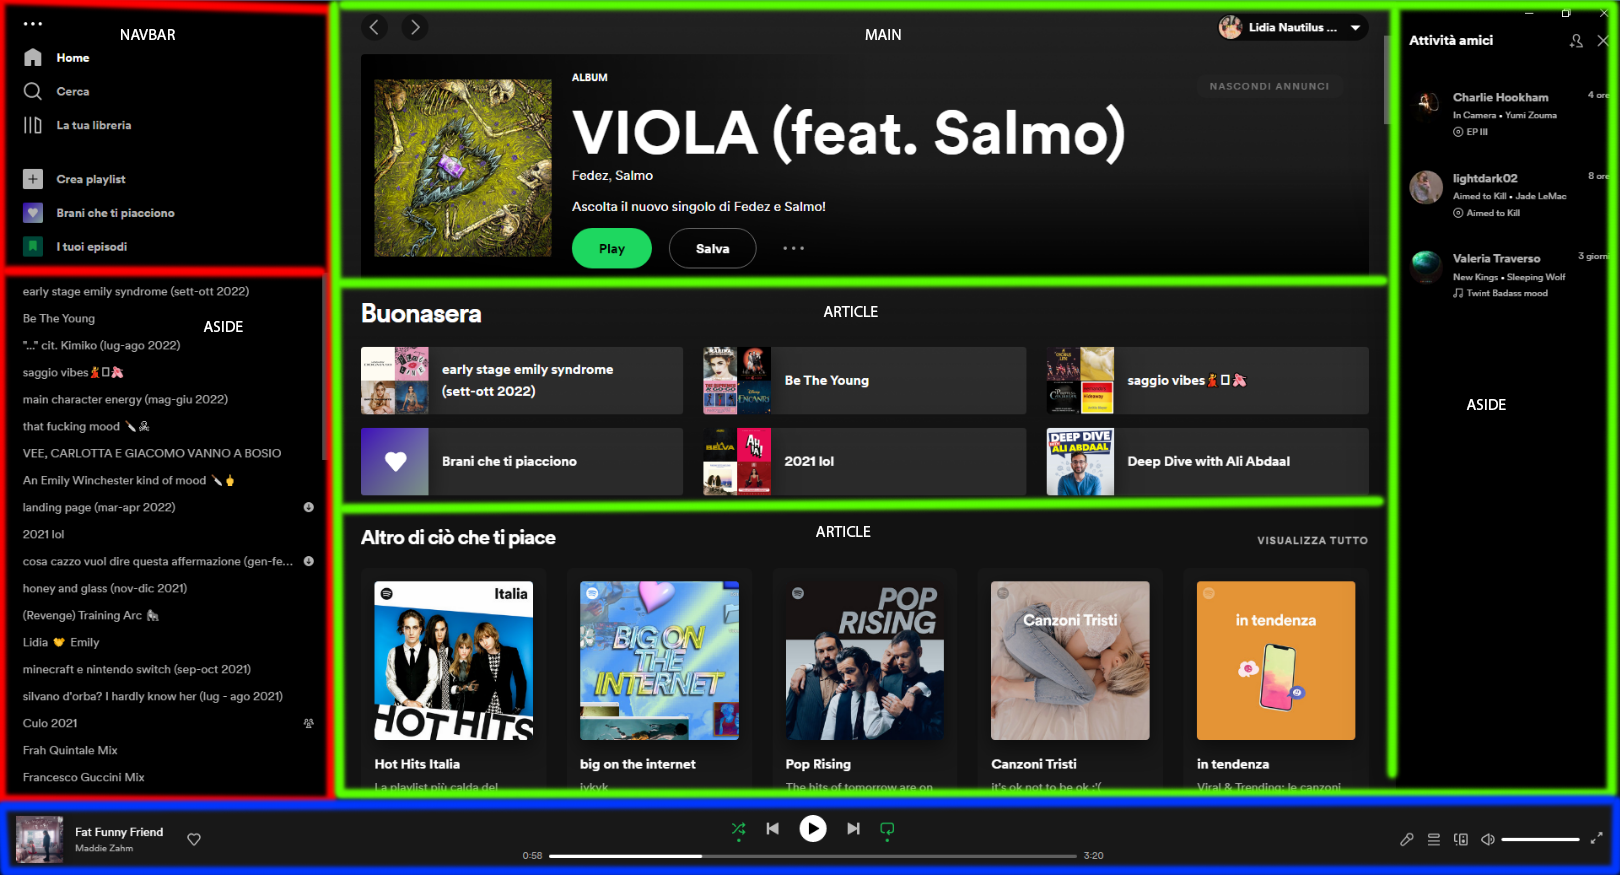 NAVBAR
Home
Cerca
La tua libreria
Crea playlist
Brani che ti piacciono
I tuoi episodi
ASIDE
early stage emily syndrome (sett-ott 2022)
Be The Young
"..." cit. Kimiko (lug-ago 2022)
saggio vibes💃▯🩰
main character energy (mag-giu 2022)
that fucking mood 🔪☠
VEE, CARLOTTA E GIACOMO VANNO A BOSIO
An Emily Winchester kind of mood 🔪🖕
landing page (mar-apr 2022)
2021 lol
cosa cazzo vuol dire questa affermazione (gen-fe...
honey and glass (nov-dic 2021)
(Revenge) Training Arc 🦍
Lidia 🤝 Emily
minecraft e nintendo switch (sep-oct 2021)
silvano d'orba? I hardly know her (lug - ago 2021)
Culo 2021
Frah Quintale Mix
Francesco Guccini Mix
MAIN
Lidia Nautilus ...
ALBUM
NASCONDI ANNUNCI
VIOLA (feat. Salmo)
Fedez, Salmo
Ascolta il nuovo singolo di Fedez e Salmo!
Play
Salva
ARTICLE
Buonasera
early stage emily syndrome
(sett-ott 2022)
Be The Young
ENCANTO
saggio vibes💃▯🩰
Brani che ti piacciono
BELVA
AH/HA!
2021 lol
DEEP DIVE
WITH
ALI ABDAAL
Deep Dive with Ali Abdaal
ARTICLE
Altro di ciò che ti piace
VISUALIZZA TUTTO
Italia
HOT HITS
BIG ON
THE
INTERNET
POP
RISING
Canzoni Tristi
in tendenza
Hot Hits Italia
La playlist più calda del
big on the internet
iykyk
Pop Rising
The hits of tomorrow are on
Canzoni Tristi
it's ok not to be ok :'(
in tendenza
Viral & Trending: le canzoni
Attività amici
Charlie Hookham
4 ore
In Camera • Yumi Zouma
EP III
lightdark02
8 ore
Aimed to Kill • Jade LeMac
Aimed to Kill
Valeria Traverso
3 giorn
New Kings • Sleeping Wolf
Twint Badass mood
ASIDE
Fat Funny Friend
Maddie Zahm
0:58
3:20